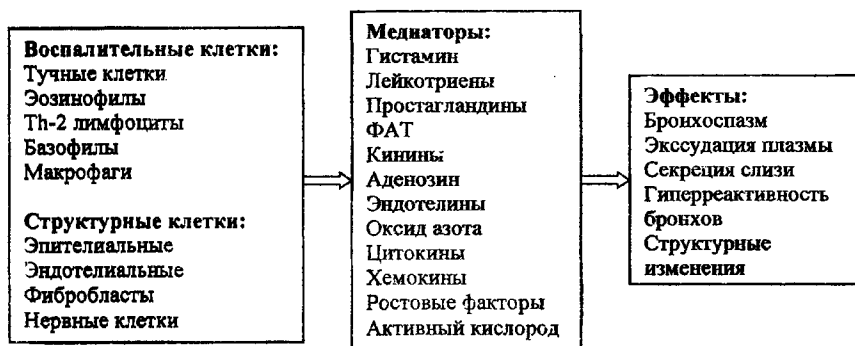 Воспалительные клетки:
Тучные клетки
Эозинофилы
Th-2 лимфоциты
Базофилы
Макрофаги
Структурные клетки:
Эпителиальные
Эндотелиальные
Фибробласты
Нервные клетки
Медиаторы:
Гистамин
Лейкотриены
Простагландины
ФАТ
Кинины
Аденозин
Эндотелины
Оксид азота
Цитокины
Хемокины
Ростовые факторы
Активный кислород
Эффекты:
Бронхоспазм
Экссудация плазмы
Секреция слизи
Гиперреактивность
бронхов
Структурные
изменения